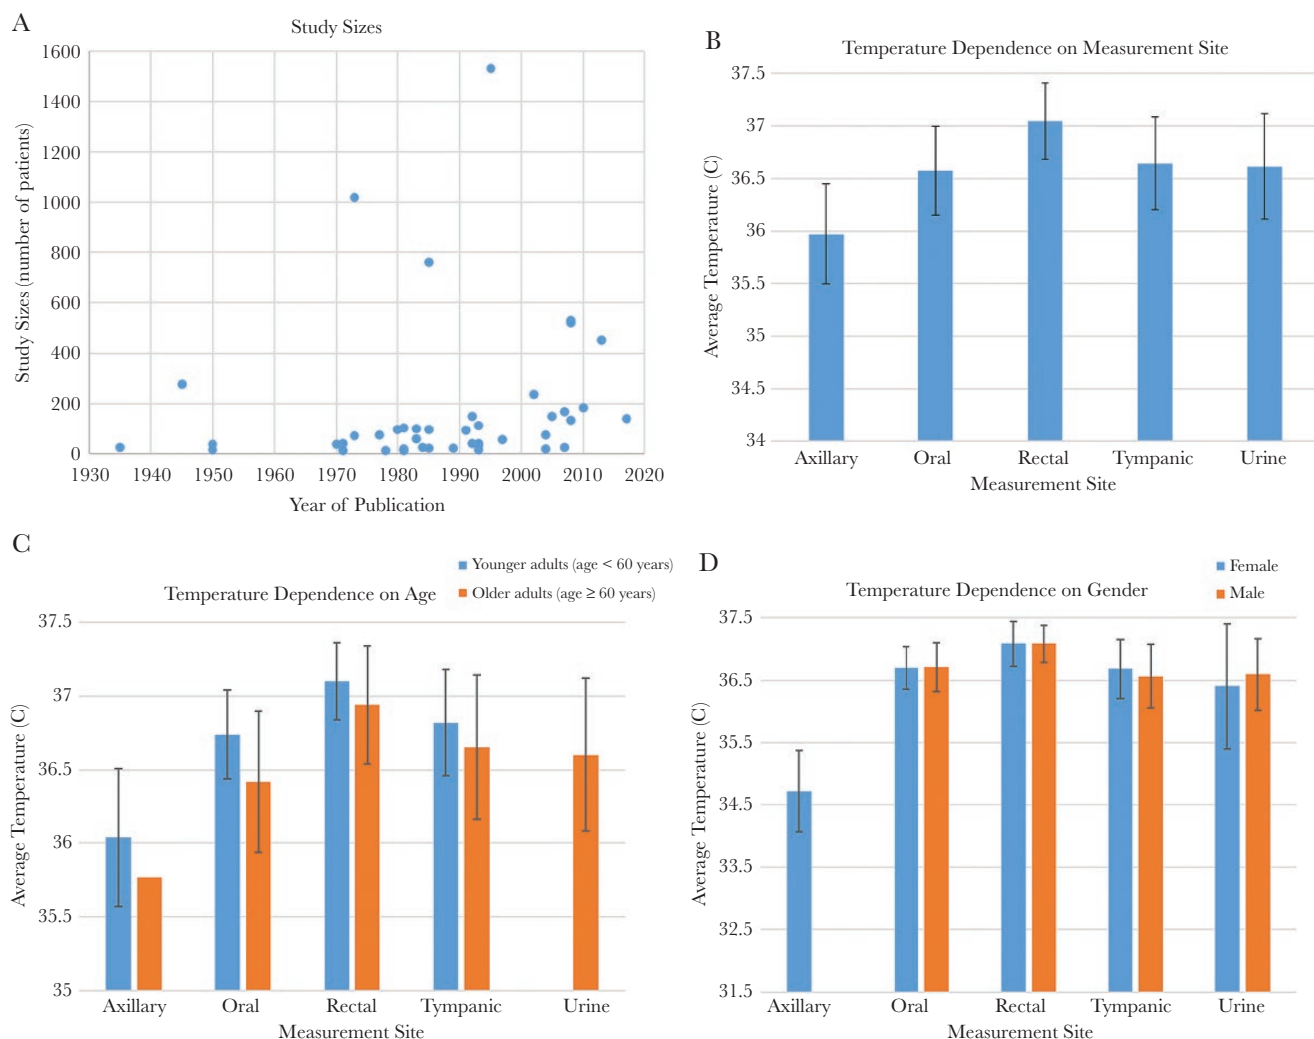 A
Study Sizes
Study Sizes (number of patients)
1600
1400
1200
1000
800
600
400
200
0
1930 1940 1950 1960 1970 1980 1990 2000 2010 2020
Year of Publication
B
Temperature Dependence on Measurement Site
Average Temperature (C)
37.5
37
36.5
36
35.5
35
34.5
34
Axillary Oral Rectal Tympanic Urine
Measurement Site
C
Younger adults (age < 60 years)
Older adults (age ≥ 60 years)
Temperature Dependence on Age
Average Temperature (C)
37.5
37
36.5
36
35.5
35
Axillary Oral Rectal Tympanic Urine
Measurement Site
D
Female
Male
Temperature Dependence on Gender
Average Temperature (C)
37.5
36.5
35.5
34.5
33.5
32.5
31.5
Axillary Oral Rectal Tympanic Urine
Measurement Site